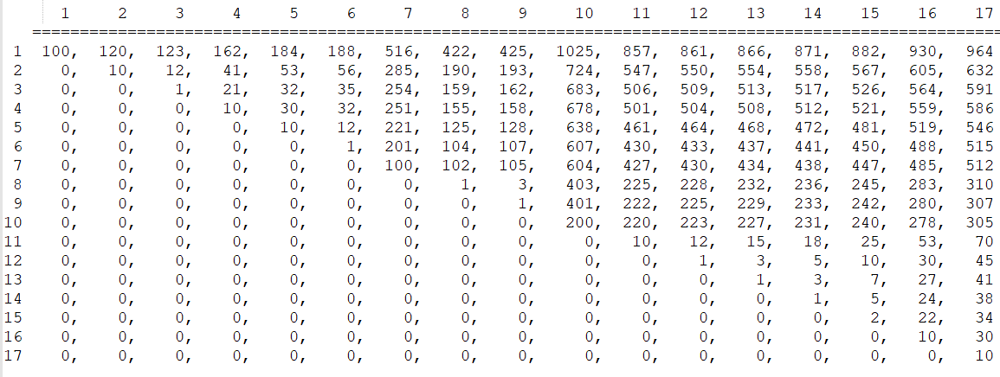 1 2 3 4 5 6 7 8 9 10 11 12 13 14 15 16 17
================================================================================
1 100, 120, 123, 162, 184, 188, 516, 422, 425, 1025, 857, 861, 866, 871, 882, 930, 964
2 0, 10, 12, 41, 53, 56, 285, 190, 193, 724, 547, 550, 554, 558, 567, 605, 632
3 0, 0, 1, 21, 32, 35, 254, 159, 162, 683, 506, 509, 513, 517, 526, 564, 591
4 0, 0, 0, 10, 30, 32, 251, 155, 158, 678, 501, 504, 508, 512, 521, 559, 586
5 0, 0, 0, 0, 10, 12, 221, 125, 128, 638, 461, 464, 468, 472, 481, 519, 546
6 0, 0, 0, 0, 0, 1, 201, 104, 107, 607, 430, 433, 437, 441, 450, 488, 515
7 0, 0, 0, 0, 0, 0, 100, 102, 105, 604, 427, 430, 434, 438, 447, 485, 512
8 0, 0, 0, 0, 0, 0, 0, 1, 3, 403, 225, 228, 232, 236, 245, 283, 310
9 0, 0, 0, 0, 0, 0, 0, 0, 1, 401, 222, 225, 229, 233, 242, 280, 307
10 0, 0, 0, 0, 0, 0, 0, 0, 0, 200, 220, 223, 227, 231, 240, 278, 305
11 0, 0, 0, 0, 0, 0, 0, 0, 0, 0, 10, 12, 15, 18, 25, 53, 70
12 0, 0, 0, 0, 0, 0, 0, 0, 0, 0, 0, 1, 3, 5, 10, 30, 45
13 0, 0, 0, 0, 0, 0, 0, 0, 0, 0, 0, 0, 1, 3, 7, 27, 41
14 0, 0, 0, 0, 0, 0, 0, 0, 0, 0, 0, 0, 0, 1, 5, 24, 38
15 0, 0, 0, 0, 0, 0, 0, 0, 0, 0, 0, 0, 0, 0, 2, 22, 34
16 0, 0, 0, 0, 0, 0, 0, 0, 0, 0, 0, 0, 0, 0, 0, 10, 30
17 0, 0, 0, 0, 0, 0, 0, 0, 0, 0, 0, 0, 0, 0, 0, 0, 10